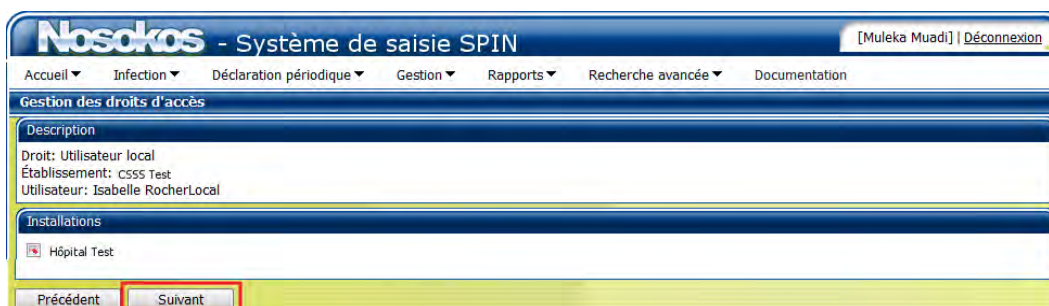 Nosokos - Système de saisie SPIN
[Muleka Muadi] | Déconnexion
Accueil Infection Déclaration périodique Gestion Rapports Recherche avancée Documentation
Gestion des droits d'accès
Description
Droit: Utilisateur local
Établissement: CSSS Test
Utilisateur: Isabelle RocherLocal
Installations
Hôpital Test
Précédent Suivant